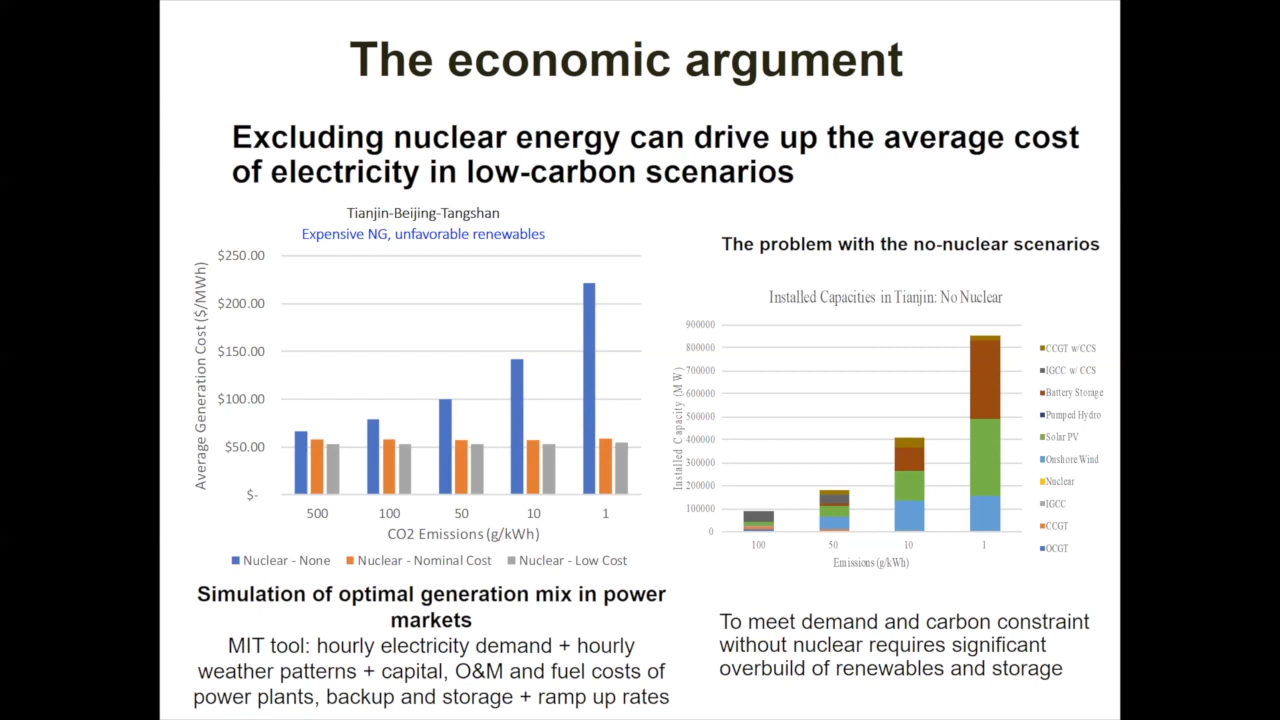 The economic argument
Excluding nuclear energy can drive up the average cost
of electricity in low-carbon scenarios
Tianjin-Beijing-Tangshan
Expensive NG, unfavorable renewables
Average Generation Cost ($/MWh)
$250.00
$200.00
$150.00
$100.00
$50.00
$-
500 100 50 10 1
CO2 Emissions (g/kWh)
Nuclear - None Nuclear - Nominal Cost Nuclear - Low Cost
Simulation of optimal generation mix in power
markets
MIT tool: hourly electricity demand + hourly
weather patterns + capital, O&M and fuel costs of
power plants, backup and storage + ramp up rates
The problem with the no-nuclear scenarios
Installed Capacities in Tianjin: No Nuclear
Installed Capacity (MW)
900000
800000
700000
600000
500000
400000
300000
200000
100000
0
100 50 10 1
Emissions (g/kWh)
CCGT w/CCS
IGCC w/ CCS
Battery Storage
Pumped Hydro
Solar PV
Onshore Wind
Nuclear
IGCC
CCGT
OCGT
To meet demand and carbon constraint
without nuclear requires significant
overbuild of renewables and storage